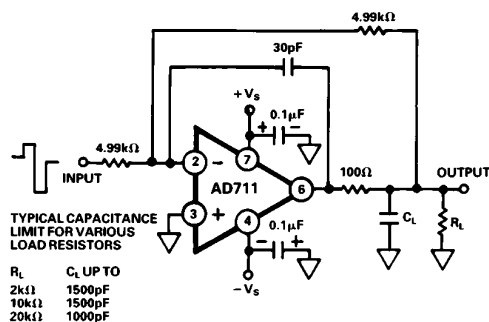 4.99kΩ
30pF
+VS
0.1μF
+ −
4.99kΩ
INPUT
2 −
7
AD711
6
100Ω
OUTPUT
3 +
4
0.1μF
− +
CL
RL
−VS
TYPICAL CAPACITANCE
LIMIT FOR VARIOUS
LOAD RESISTORS
RL CL UP TO
2kΩ 1500pF
10kΩ 1500pF
20kΩ 1000pF